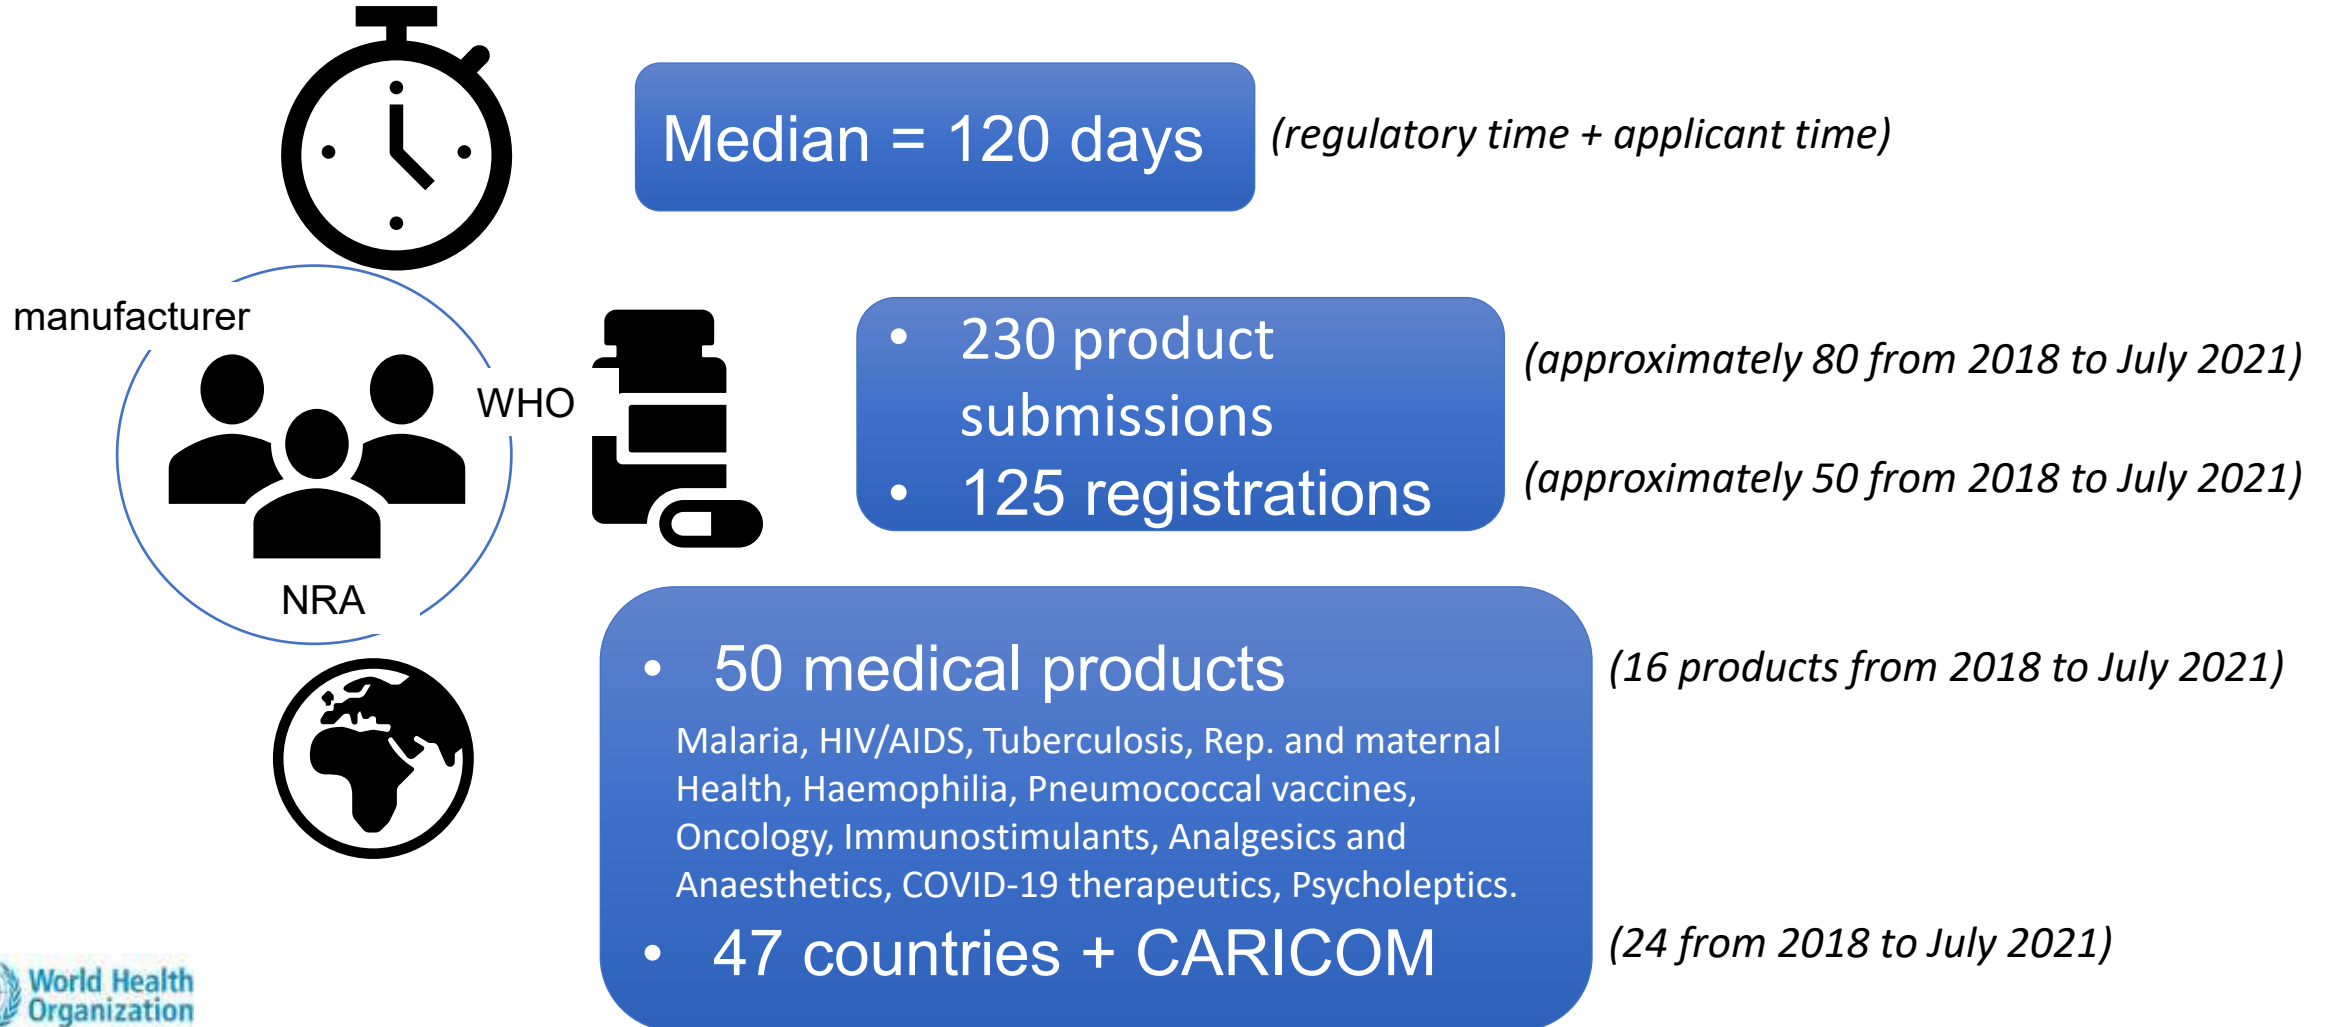 Median = 120 days
(regulatory time + applicant time)
manufacturer
WHO
NRA
• 230 product
submissions
(approximately 80 from 2018 to July 2021)
• 125 registrations
(approximately 50 from 2018 to July 2021)
• 50 medical products
(16 products from 2018 to July 2021)
Malaria, HIV/AIDS, Tuberculosis, Rep. and maternal
Health, Haemophilia, Pneumococcal vaccines,
Oncology, Immunostimulants, Analgesics and
Anaesthetics, COVID-19 therapeutics, Psycholeptics.
• 47 countries + CARICOM
(24 from 2018 to July 2021)
World Health
Organization